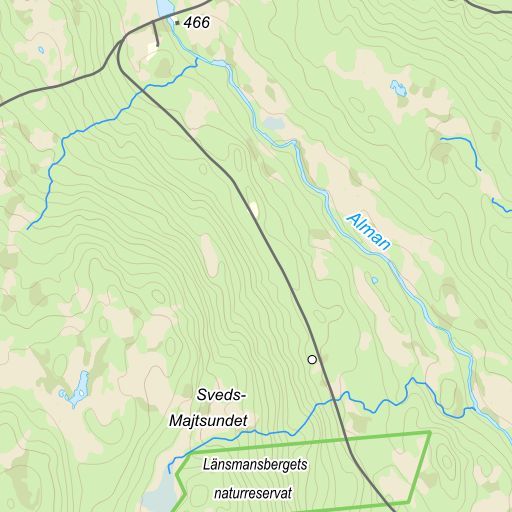 466
Alman
Sveds-
Majtsundet
Länsmansbergets
naturreservat